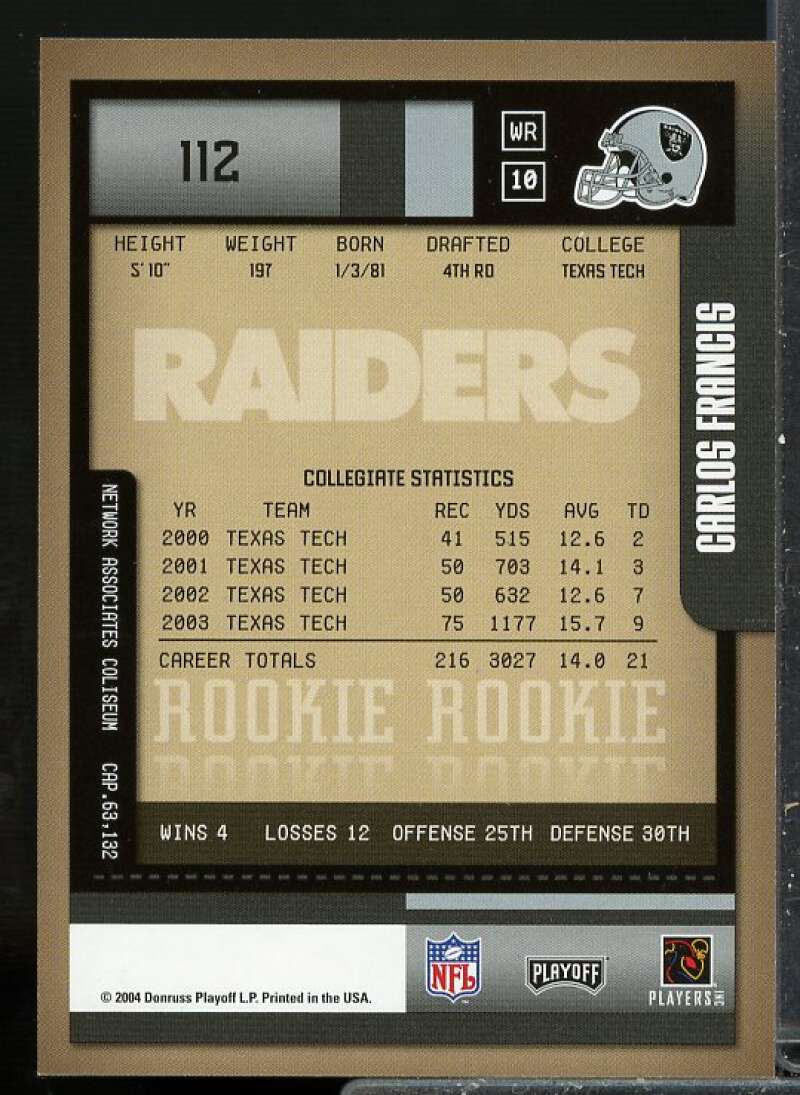 112
WR
10
RAIDERS
HEIGHT WEIGHT BORN DRAFTED COLLEGE
5' 10" 197 1/3/81 4TH RD TEXAS TECH
RAIDERS
CARLOS FRANCIS
COLLEGIATE STATISTICS
YR TEAM REC YDS AVG TD
2000 TEXAS TECH 41 515 12.6 2
2001 TEXAS TECH 50 703 14.1 3
2002 TEXAS TECH 50 632 12.6 7
2003 TEXAS TECH 75 1177 15.7 9
CAREER TOTALS 216 3027 14.0 21
ROOKIE ROOKIE
ROOKIE ROOKIE
NETWORK ASSOCIATES COLISEUM CAP.63,132
WINS 4 LOSSES 12 OFFENSE 25TH DEFENSE 30TH
© 2004 Donruss Playoff L.P. Printed in the USA.
NFL
PLAYOFF
PLAYERS INC